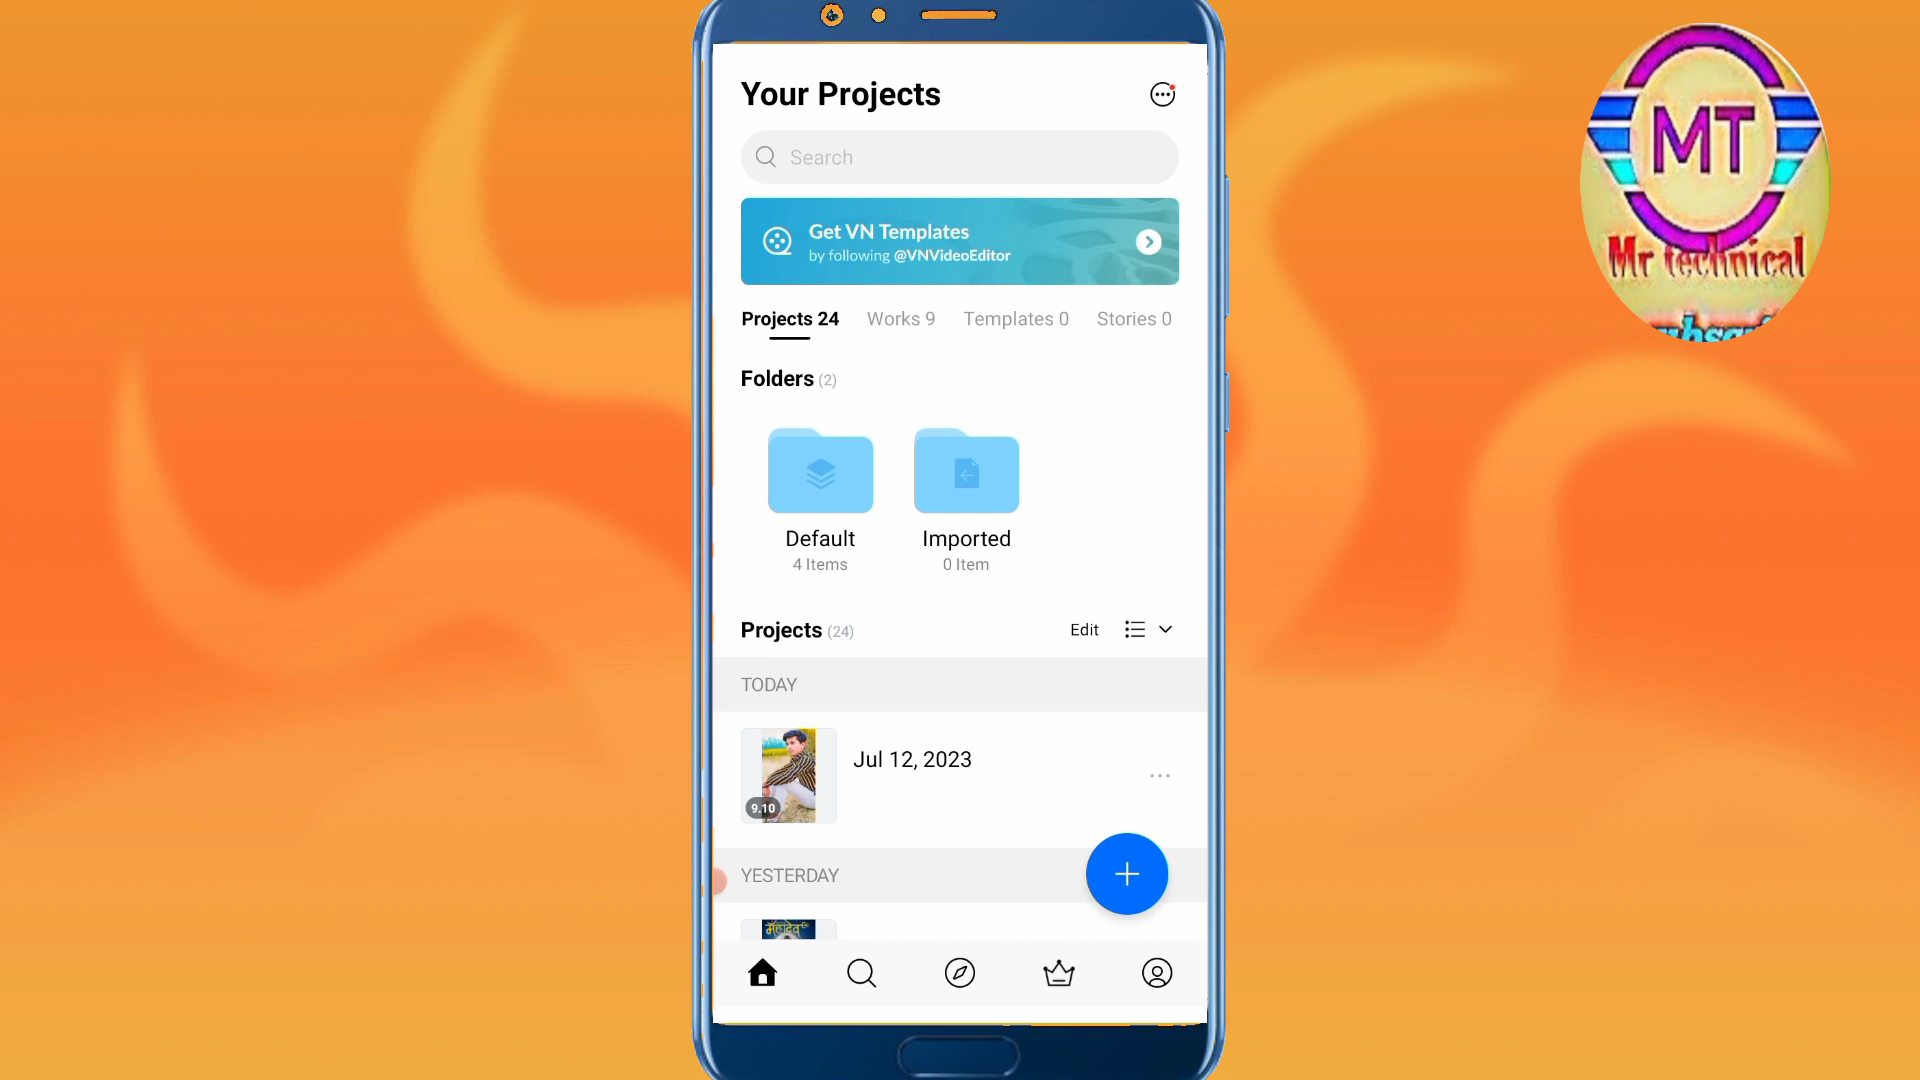 Your Projects
Search
Get VN Templates
by following @VNVideoEditor
Projects 24 Works 9 Templates 0 Stories 0
Folders (2)
Default Imported
4 Items 0 Item
Projects (24) Edit
TODAY
Jul 12, 2023
9.10
YESTERDAY
महादेव
MT
Mr technical